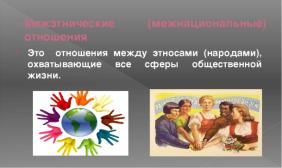 Межэтнические (межнациональные)
отношения
Это отношения между этносами (народами),
охватывающие все сферы общественной
жизни.